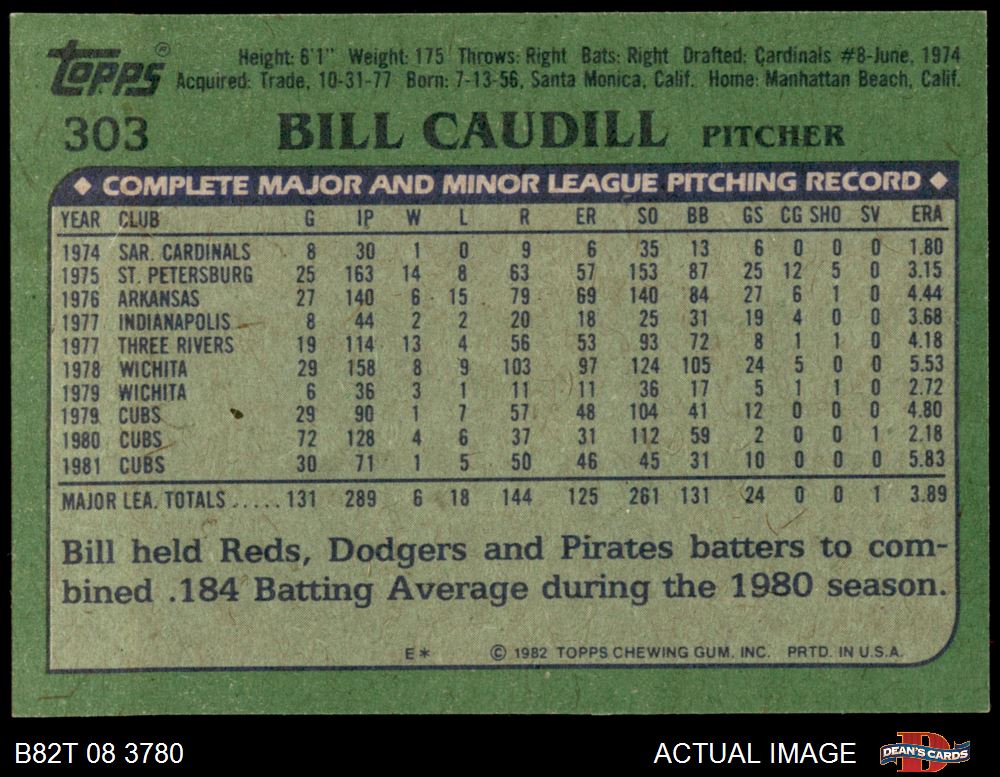 Topps® Height: 6'1" Weight: 175 Throws: Right Bats: Right Drafted: Cardinals #8-June, 1974
Acquired: Trade, 10-31-77 Born: 7-13-56, Santa Monica, Calif. Home: Manhattan Beach, Calif.
303 BILL CAUDILL PITCHER
◆ COMPLETE MAJOR AND MINOR LEAGUE PITCHING RECORD ◆
YEAR CLUB G IP W L R ER SO BB GS CG SHO SV ERA
1974 SAR. CARDINALS 8 30 1 0 9 6 35 13 6 0 0 0 1.80
1975 ST. PETERSBURG 25 163 14 8 63 57 153 87 25 12 5 0 3.15
1976 ARKANSAS 27 140 6 15 79 69 140 84 27 6 1 0 4.44
1977 INDIANAPOLIS 8 44 2 2 20 18 25 31 19 4 0 0 3.68
1977 THREE RIVERS 19 114 13 4 56 53 93 72 8 1 1 0 4.18
1978 WICHITA 29 158 8 9 103 97 124 105 24 5 0 0 5.53
1979 WICHITA 6 36 3 1 11 11 36 17 5 1 1 0 2.72
1979 CUBS 29 90 1 7 57 48 104 41 12 0 0 0 4.80
1980 CUBS 72 128 4 6 37 31 112 59 2 0 0 1 2.18
1981 CUBS 30 71 1 5 50 46 45 31 10 0 0 0 5.83
MAJOR LEA. TOTALS ..... 131 289 6 18 144 125 261 131 24 0 0 1 3.89
Bill held Reds, Dodgers and Pirates batters to com-
bined .184 Batting Average during the 1980 season.
E* © 1982 TOPPS CHEWING GUM, INC. PRTD. IN U.S.A.
B82T 08 3780 ACTUAL IMAGE DEAN'S CARDS